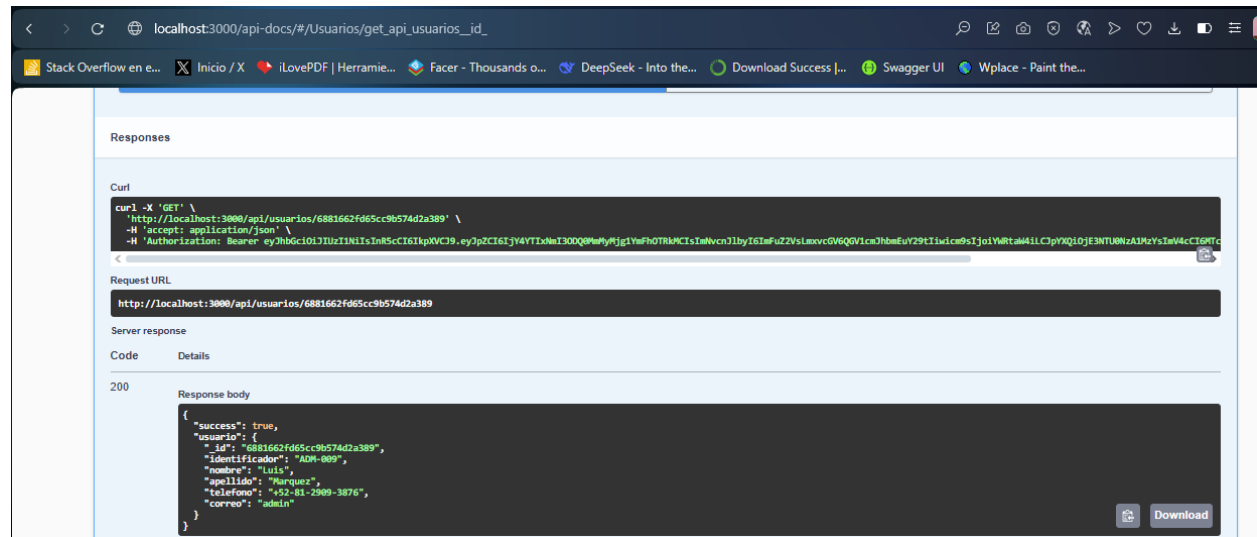 localhost:3000/api-docs/#/Usuarios/get_api_usuarios__id_
Stack Overflow en e... Inicio / X iLovePDF | Herramie... Facer - Thousands o... DeepSeek - Into the... Download Success |... Swagger UI Wplace - Paint the...
Responses
Curl
curl -X 'GET' \
'http://localhost:3000/api/usuarios/6881662fd65cc9b574d2a389' \
-H 'accept: application/json' \
-H 'Authorization: Bearer
Request URL
http://localhost:3000/api/usuarios/6881662fd65cc9b574d2a389
Server response
Code Details
200
Response body
{
"success": true,
"usuario": {
"_id": "6881662fd65cc9b574d2a389",
"identificador": "ADM-009",
"nombre": "Luis",
"apellido": "Marquez",
"telefono": "+52-81-2909-3876",
"correo": "admin"
}
}
Download